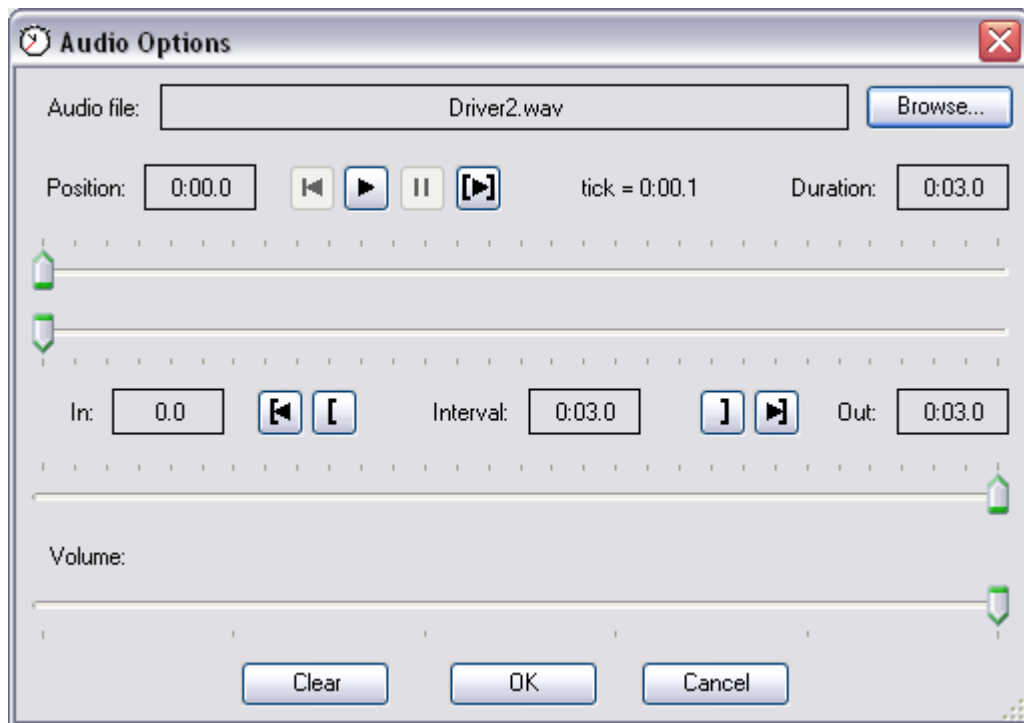 Audio Options
Audio file: Driver2.wav Browse...
Position: 0:00.0 tick = 0:00.1 Duration: 0:03.0
In: 0.0 [ Interval: 0:03.0 ] Out: 0:03.0
Volume:
Clear OK Cancel